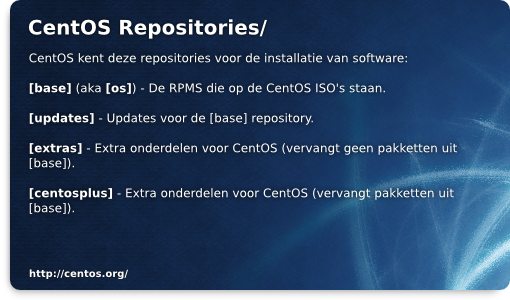 CentOS Repositories/
CentOS kent deze repositories voor de installatie van software:
[base] (aka [os]) - De RPMS die op de CentOS ISO's staan.
[updates] - Updates voor de [base] repository.
[extras] - Extra onderdelen voor CentOS (vervangt geen pakketten uit
[base]).
[centosplus] - Extra onderdelen voor CentOS (vervangt pakketten uit
[base]).
http://centos.org/